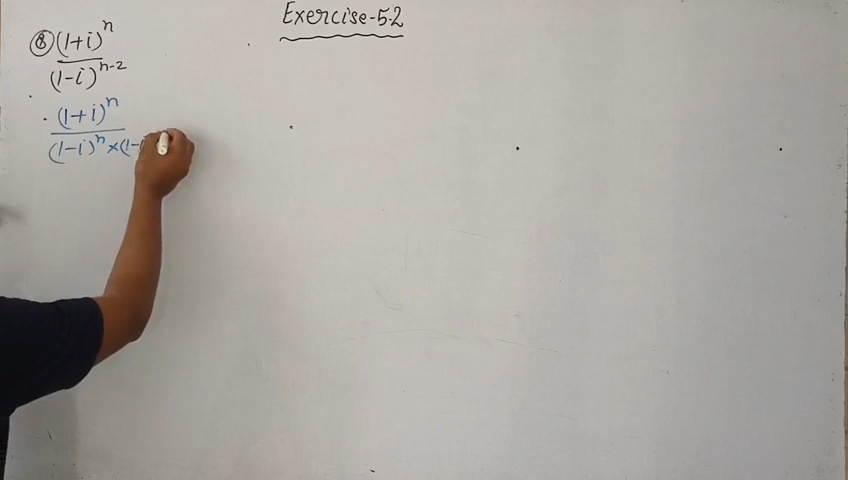 Exercise-5.2
⑧ (1+i)^n
(1-i)^n-2
(1+i)^n
(1-i)^n × (1-